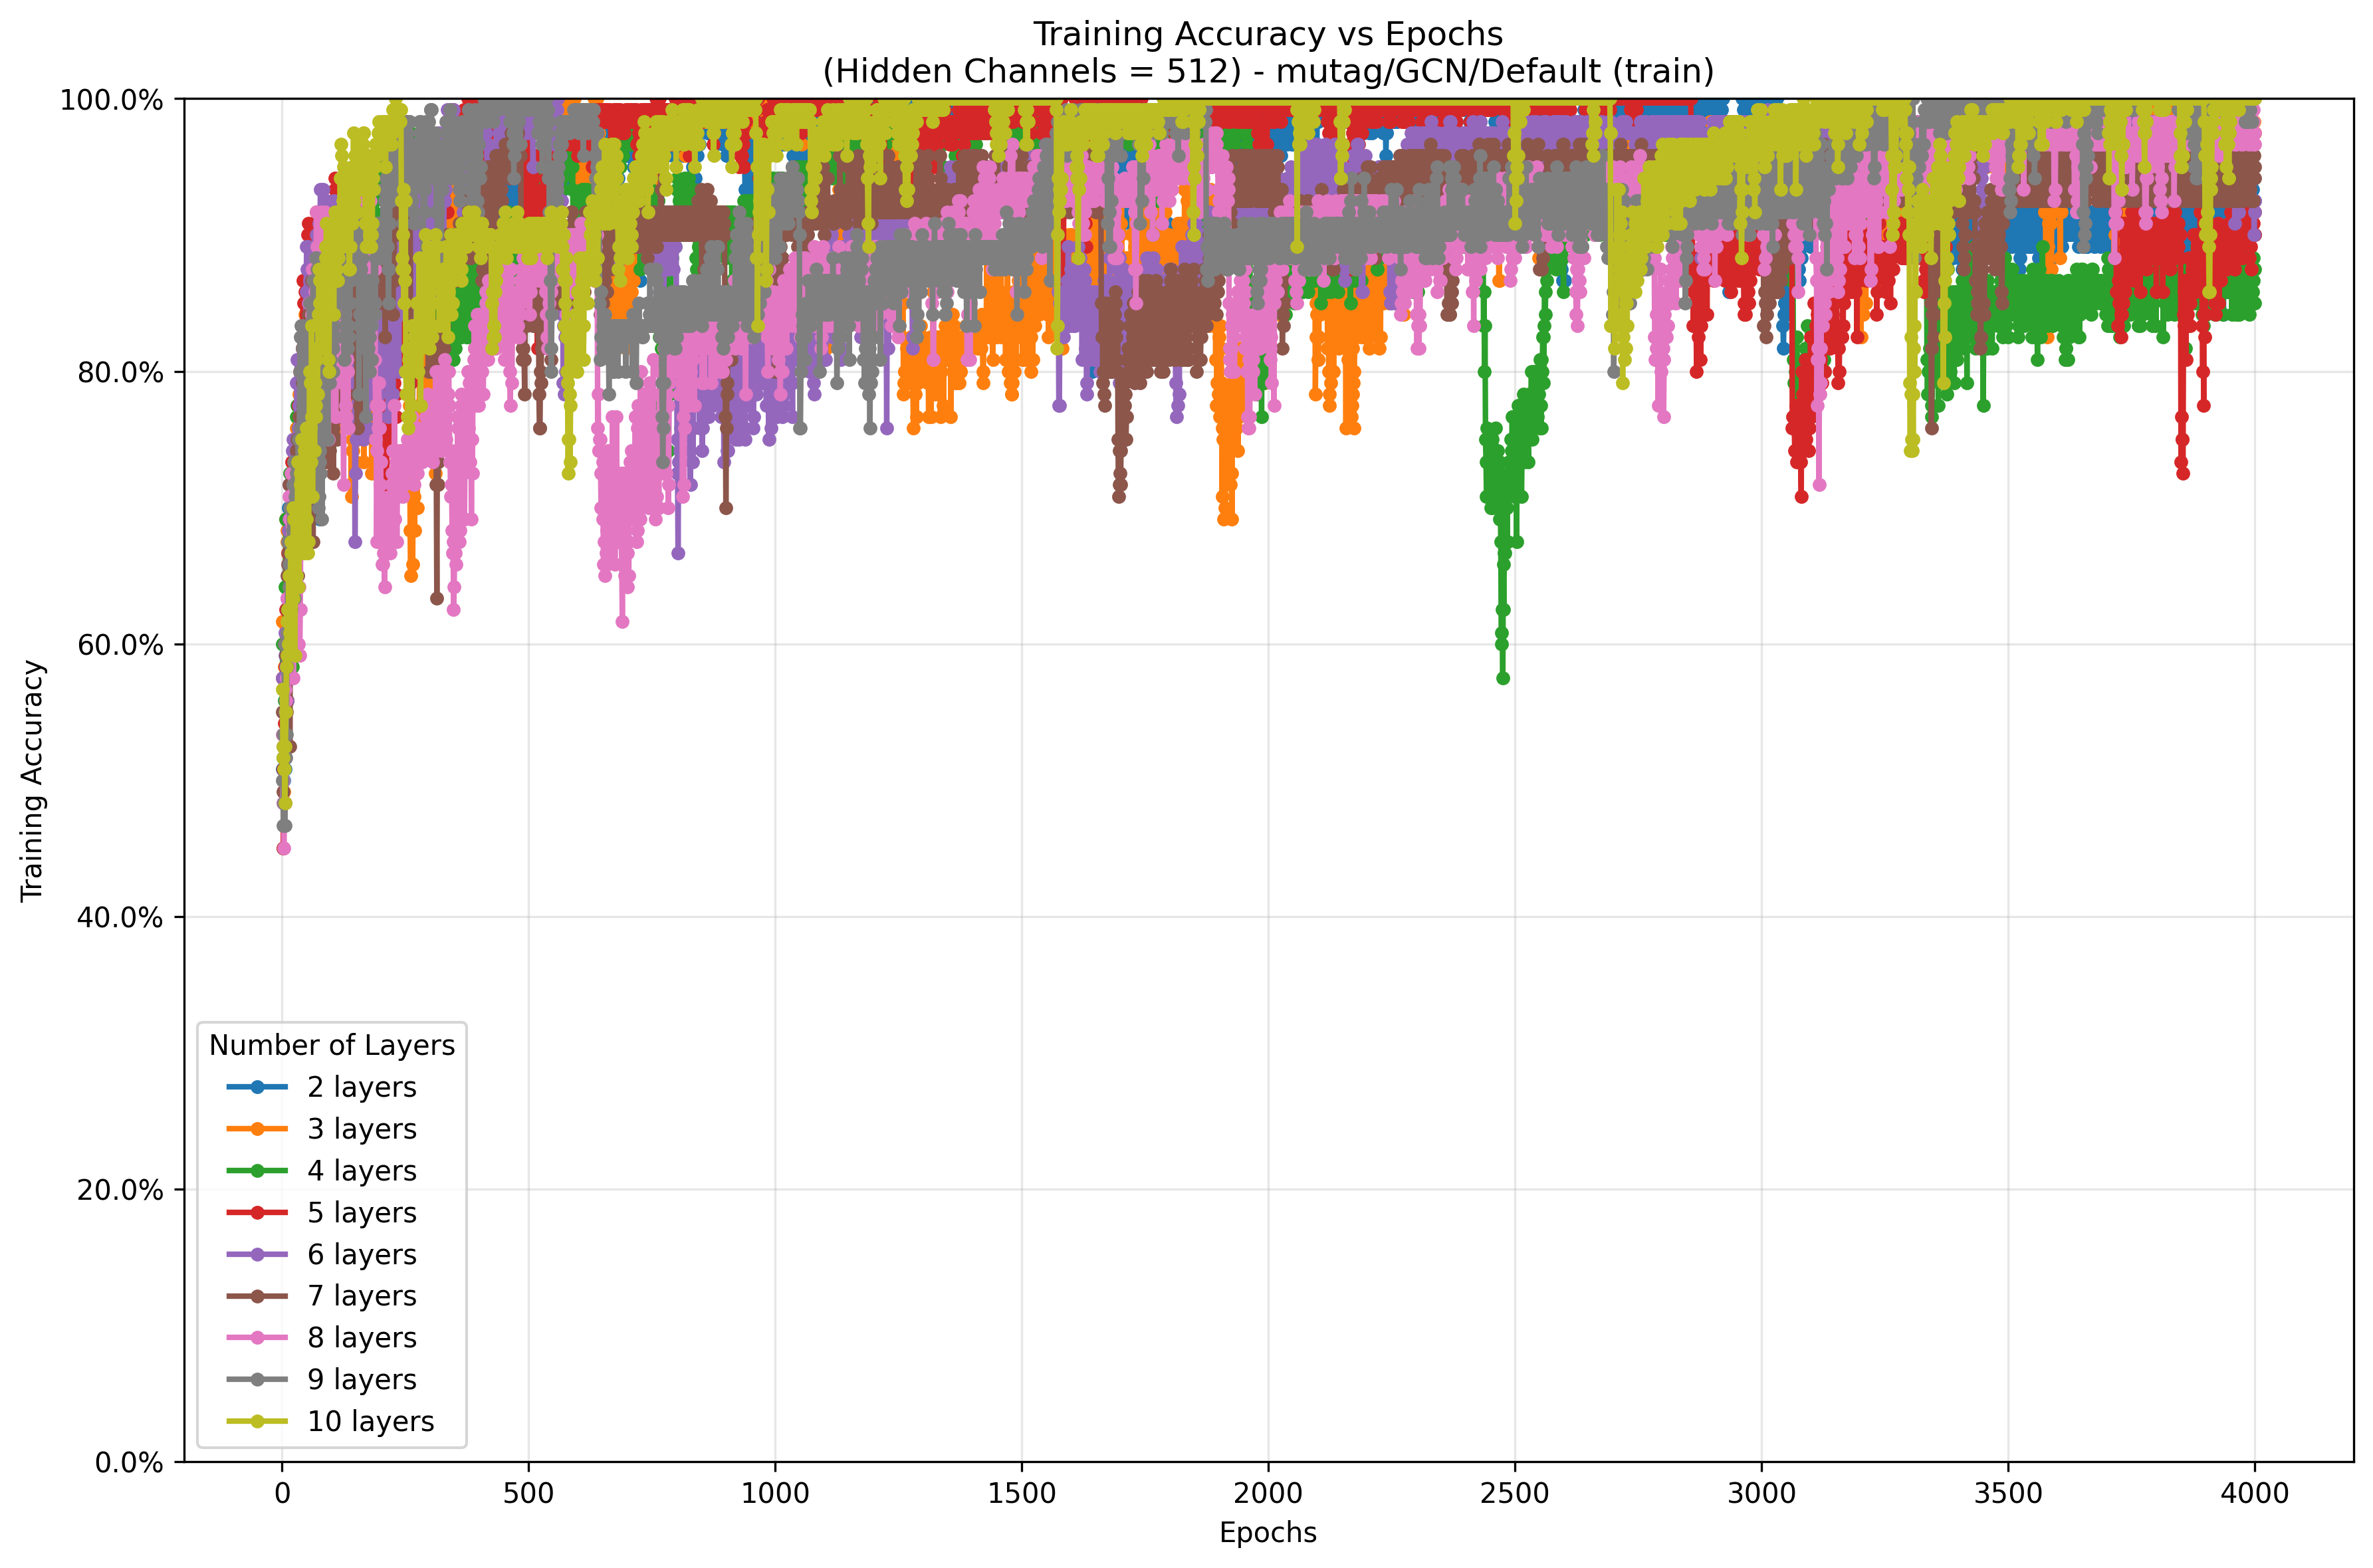 Training Accuracy vs Epochs
(Hidden Channels = 512) - mutag/GCN/Default (train)
100.0%
80.0%
60.0%
40.0%
20.0%
0.0%
Training Accuracy
Number of Layers
2 layers
3 layers
4 layers
5 layers
6 layers
7 layers
8 layers
9 layers
10 layers
0
500
1000
1500
2000
2500
3000
3500
4000
Epochs